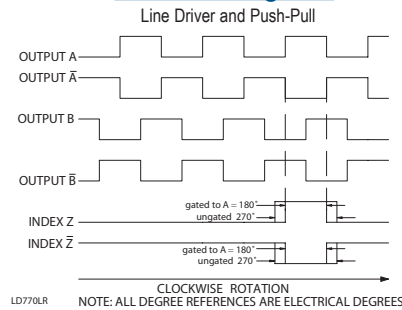 Line Driver and Push-Pull
OUTPUT A
OUTPUT A̅
OUTPUT B
OUTPUT B̅
gated to A = 180°
ungated 270°
INDEX Z
INDEX Z̅
gated to A = 180°
ungated 270°
CLOCKWISE ROTATION
LD770LR
NOTE: ALL DEGREE REFERENCES ARE ELECTRICAL DEGREES